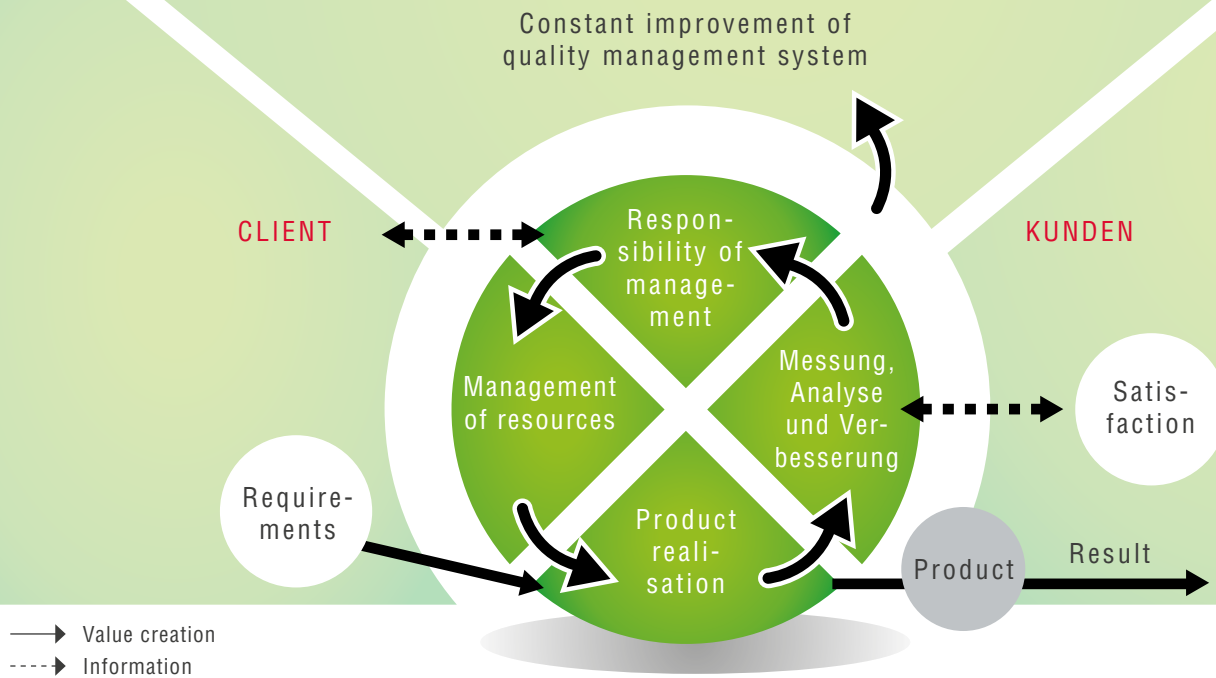 Constant improvement of
quality management system
CLIENT
KUNDEN
Respon-
sibility of
manage-
ment
Management
of resources
Messung,
Analyse
und Ver-
besserung
Satis-
faction
Require-
ments
Product
reali-
sation
Product
Result
Value creation
Information